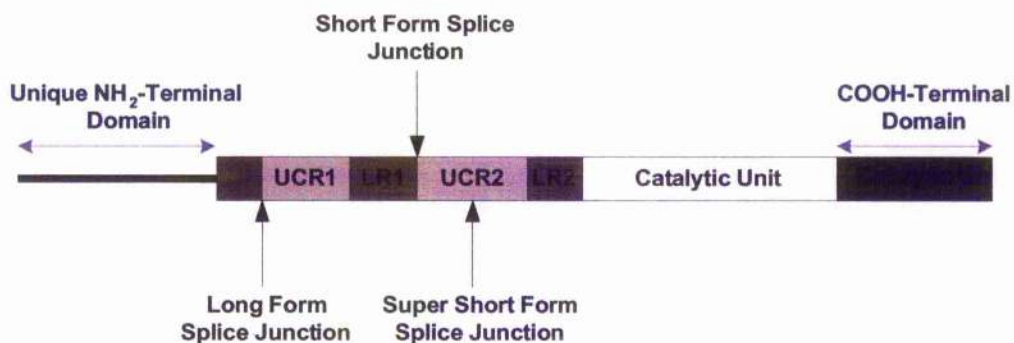 Short Form Splice
Junction
Unique NH₂-Terminal
Domain
COOH-Terminal
Domain
UCR1
LR1
UCR2
LR2
Catalytic Unit
Long Form
Splice Junction
Super Short Form
Splice Junction